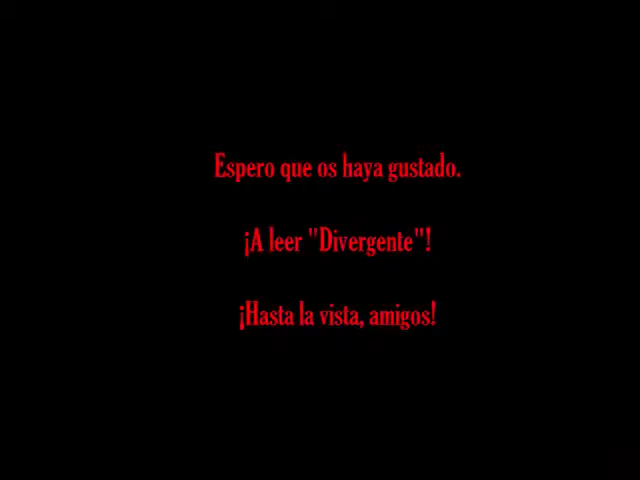 Espero que os haya gustado.
¡A leer "Divergente"!
¡Hasta la vista, amigos!